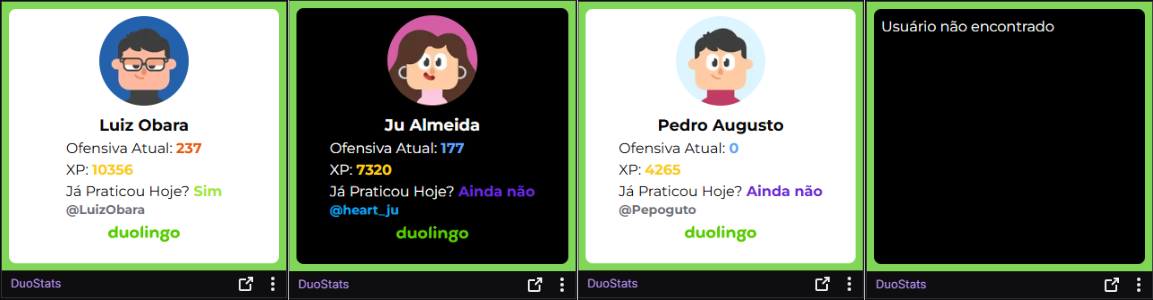 Luiz Obara
Ofensiva Atual: 237
XP: 10356
Já Praticou Hoje? Sim
@LuizObara
duolingo
DuoStats
Ju Almeida
Ofensiva Atual: 177
XP: 7320
Já Praticou Hoje? Ainda não
@heart_ju
duolingo
DuoStats
Pedro Augusto
Ofensiva Atual: 0
XP: 4265
Já Praticou Hoje? Ainda não
@Pepoguto
duolingo
DuoStats
Usuário não encontrado
DuoStats